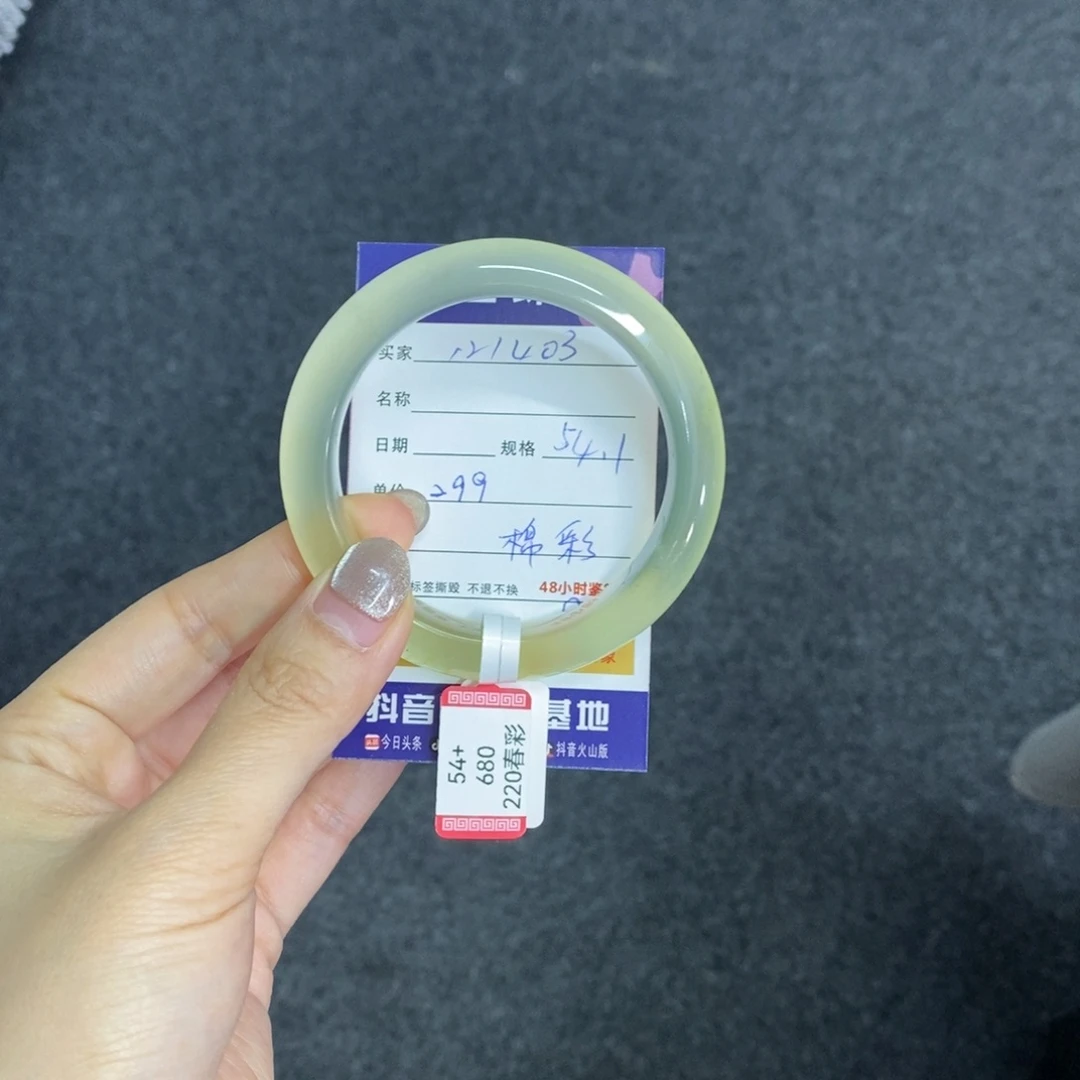 买家 121403
名称
日期 规格 54.1
单价 299
棉彩
标签撕毁 不退不换 48小时鉴
家
抖音 基地
今日头条 抖音火山版
54+
680
220春彩